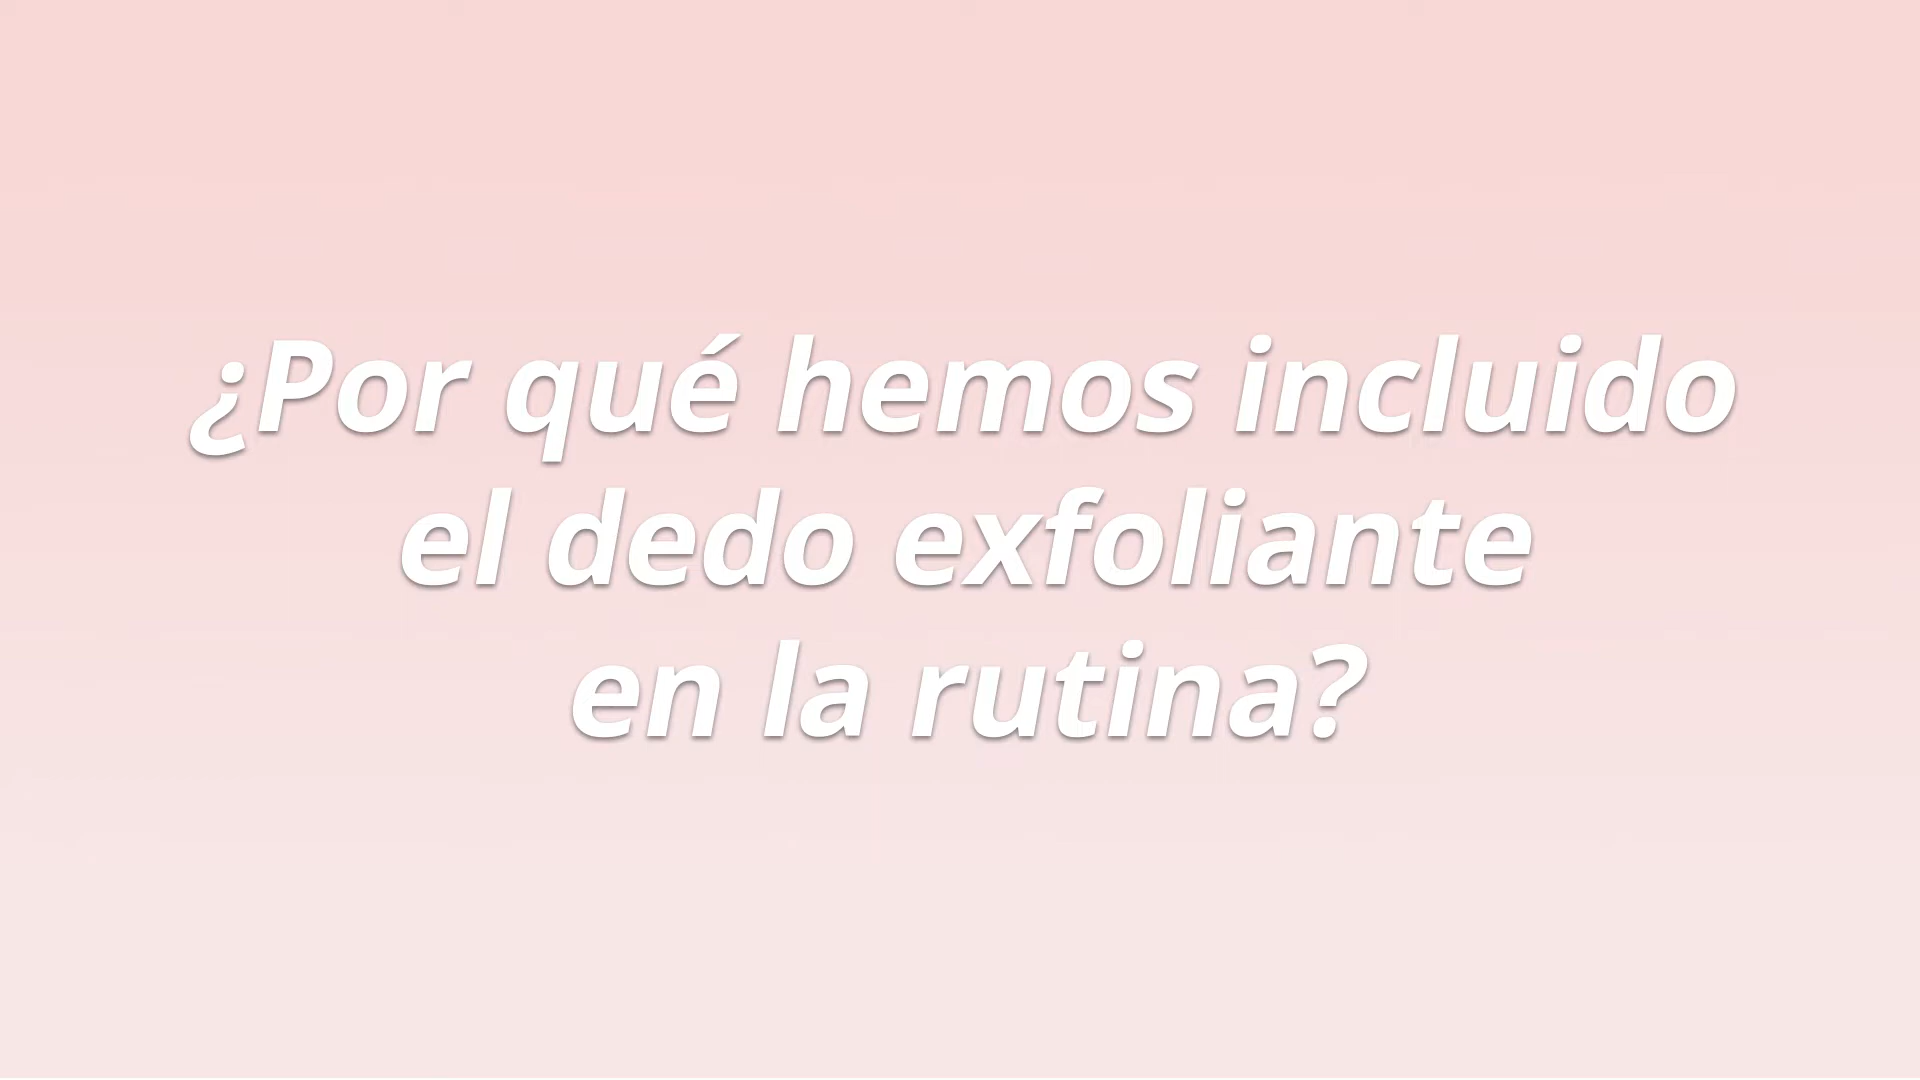 ¿Por qué hemos incluido
el dedo exfoliante
en la rutina?